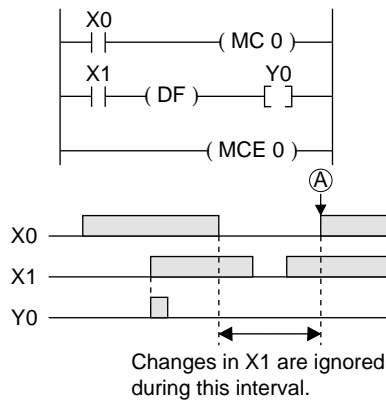 X0
( MC 0 )
X1
( DF )
Y0
( MCE 0 )
A
X0
X1
Y0
Changes in X1 are ignored
during this interval.